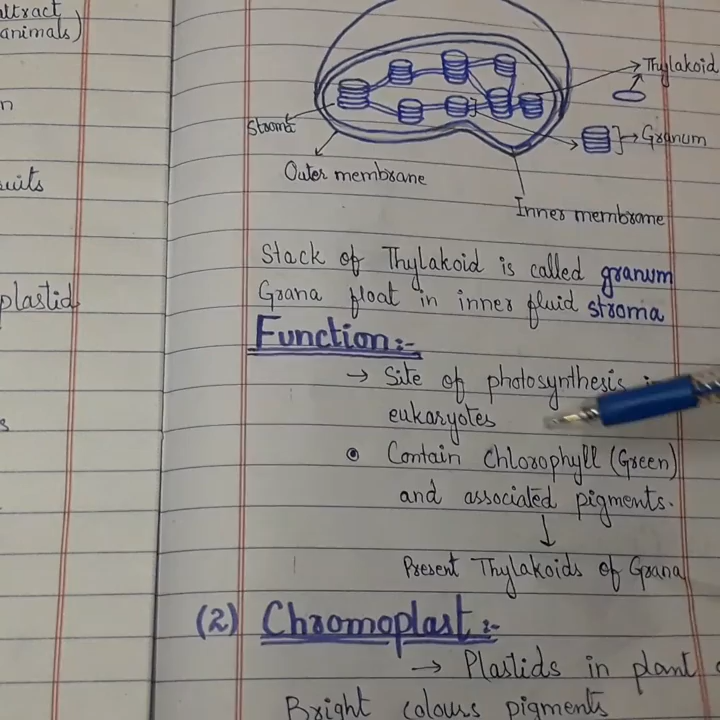 attract
animals)
n
uits
plastid
s
Thylakoid
Granum
Stroma
Outer membrane
Inner membrane
Stack of Thylakoid is called granum
Grana float in inner fluid stroma
Function:-
→ Site of photosynthesis
eukaryotes
• Contain Chlorophyll (Green)
and associated pigments.
Present Thylakoids of Grana
(2) Chromoplast:-
→ Plastids in plant
Bright colours pigments